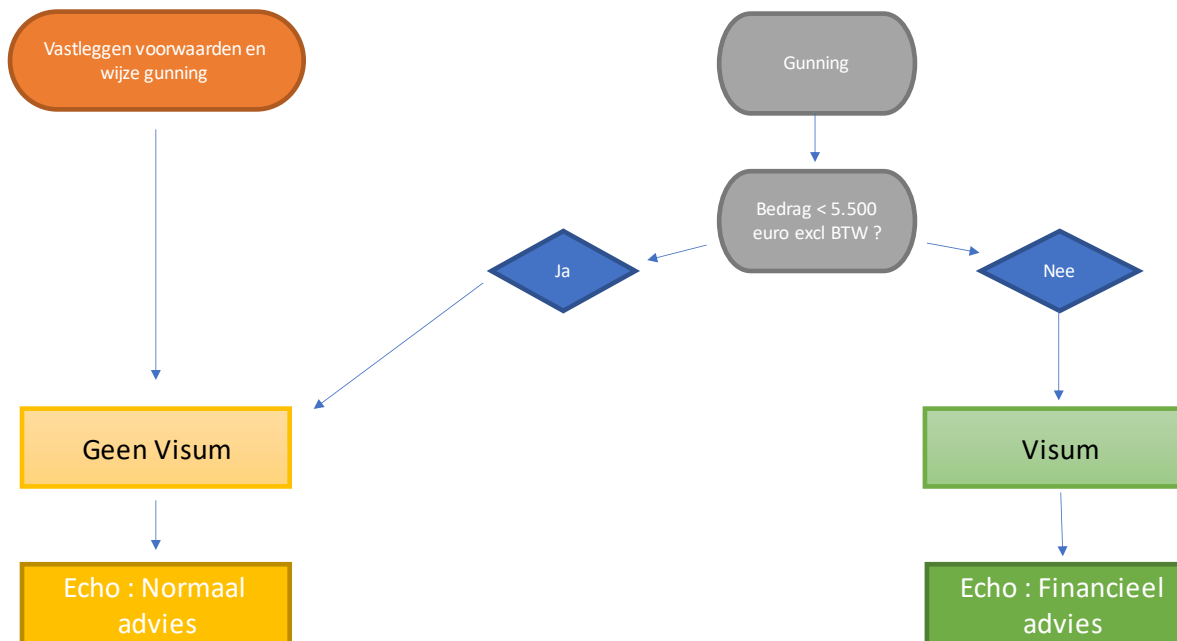 Vastleggen voorwaarden en
wijze gunning
Gunning
Bedrag < 5.500
euro excl BTW ?
Ja
Nee
Geen Visum
Visum
Echo : Normaal
advies
Echo : Financieel
advies